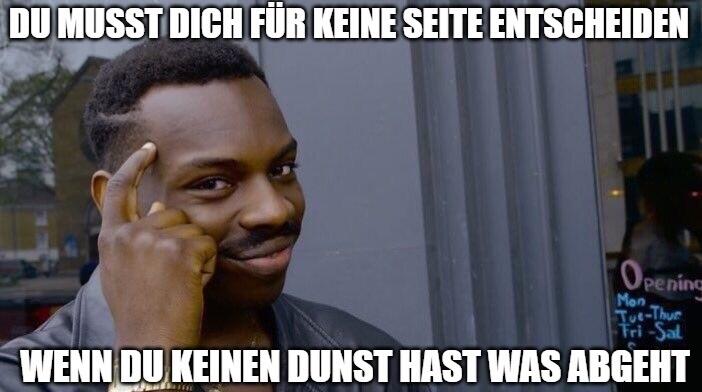 DU MUSST DICH FÜR KEINE SEITE ENTSCHEIDEN
Opening
Mon
Tue-Thur
Fri-Sat
WENN DU KEINEN DUNST HAST WAS ABGEHT